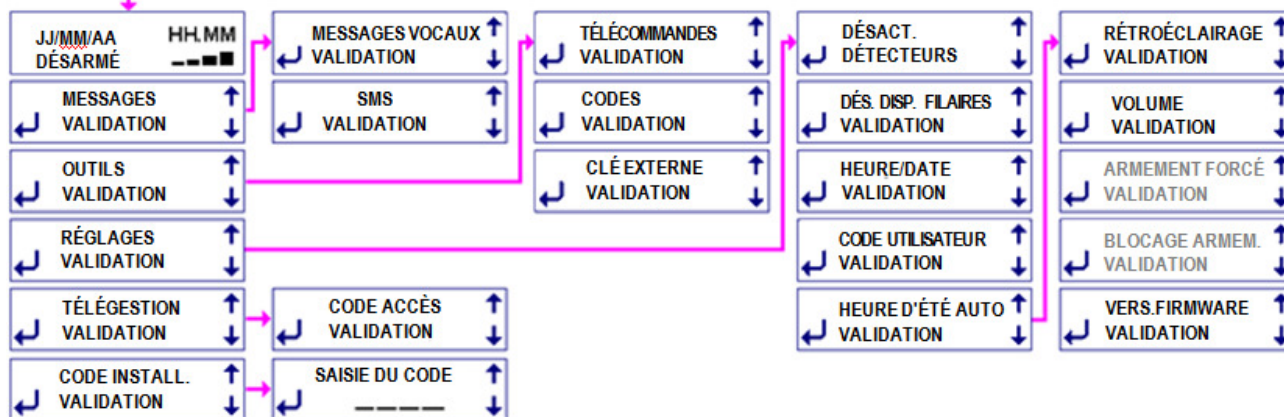 JJ/MM/AA HH.MM
DÉSARMÉ
MESSAGES
VALIDATION
OUTILS
VALIDATION
RÉGLAGES
VALIDATION
TÉLÉGESTION
VALIDATION
CODE INSTALL.
VALIDATION
MESSAGES VOCAUX
VALIDATION
SMS
VALIDATION
CODE ACCÈS
VALIDATION
SAISIE DU CODE
_ _ _ _
TÉLÉCOMMANDES
VALIDATION
CODES
VALIDATION
CLÉ EXTERNE
VALIDATION
DÉSACT.
DÉTECTEURS
DÉS. DISP. FILAIRES
VALIDATION
HEURE/DATE
VALIDATION
CODE UTILISATEUR
VALIDATION
HEURE D'ÉTÉ AUTO
VALIDATION
RÉTROÉCLAIRAGE
VALIDATION
VOLUME
VALIDATION
ARMEMENT FORCÉ
VALIDATION
BLOCAGE ARMEM.
VALIDATION
VERS.FIRMWARE
VALIDATION